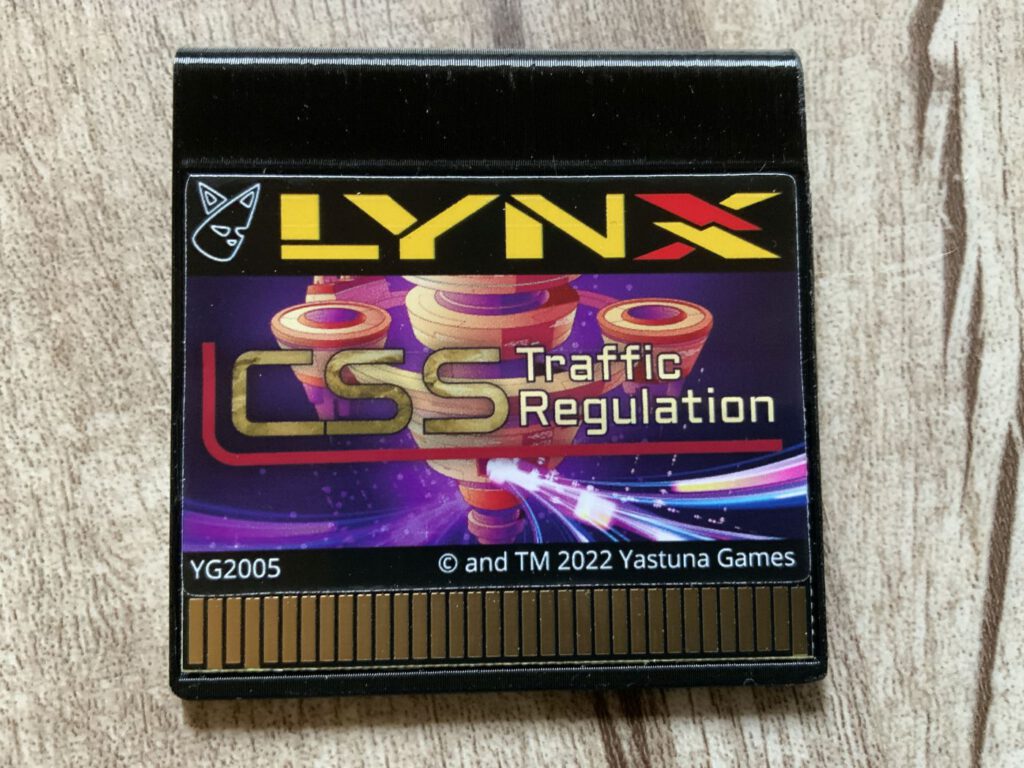 LYNX
CSS Traffic
Regulation
YG2005 © and TM 2022 Yastuna Games